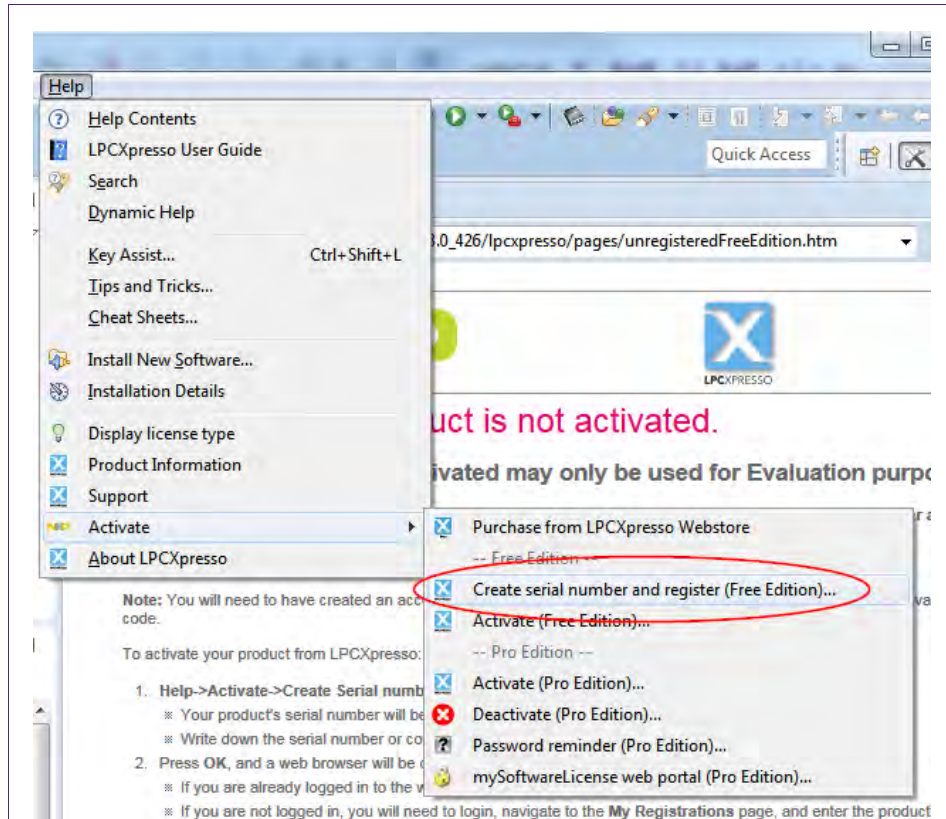 Help
Help Contents
LPCXpresso User Guide
Search
Dynamic Help
Key Assist... Ctrl+Shift+L
Tips and Tricks...
Cheat Sheets...
Install New Software...
Installation Details
Display license type
Product Information
Support
Activate
About LPCXpresso
Quick Access
.0_426/lpcxpresso/pages/unregisteredFreeEdition.htm
LPCXPRESSO
uct is not activated.
ivated may only be used for Evaluation purpo
Purchase from LPCXpresso Webstore
-- Free Edition --
Create serial number and register (Free Edition)...
Activate (Free Edition)...
-- Pro Edition --
Activate (Pro Edition)...
Deactivate (Pro Edition)...
Password reminder (Pro Edition)...
mySoftwareLicense web portal (Pro Edition)...
Note: You will need to have created an acc
code.
To activate your product from LPCXpresso:
1. Help->Activate->Create Serial numb
Your product's serial number will be
Write down the serial number or co
2. Press OK, and a web browser will be
If you are already logged in to the w
If you are not logged in, you will need to login, navigate to the My Registrations page, and enter the product